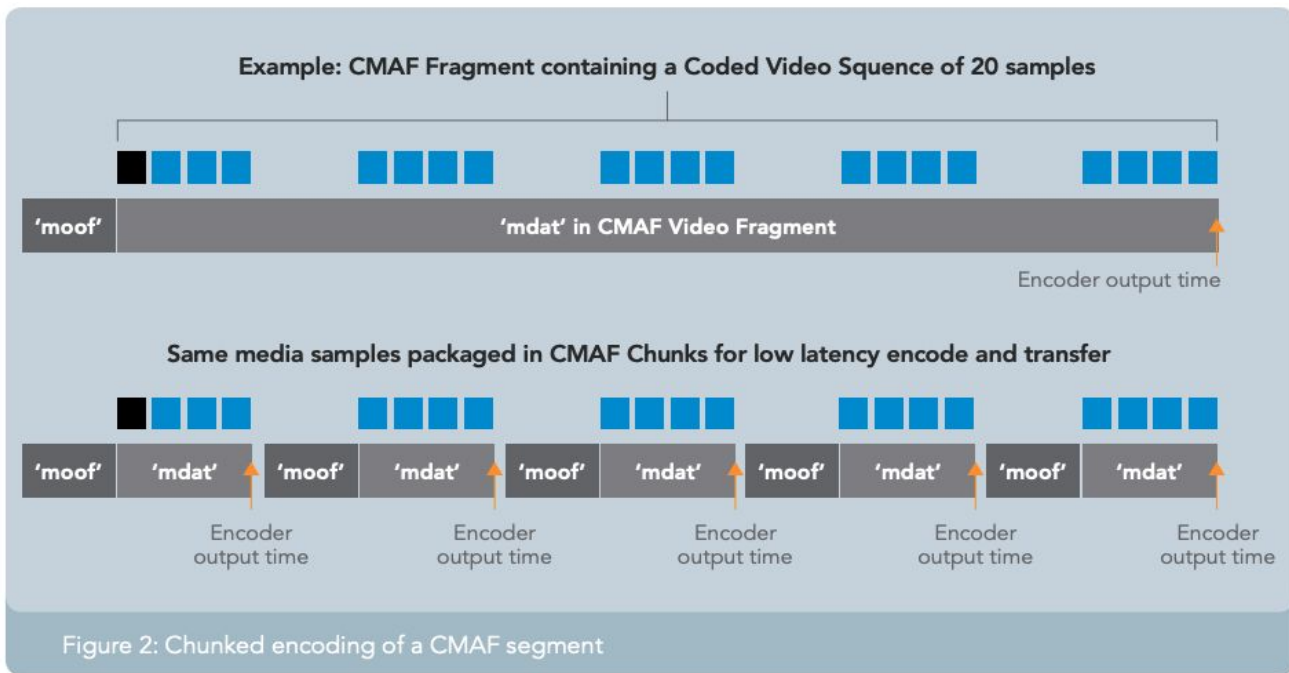 Example: CMAF Fragment containing a Coded Video Squence of 20 samples
‘moof’ ‘mdat’ in CMAF Video Fragment
Encoder output time
Same media samples packaged in CMAF Chunks for low latency encode and transfer
‘moof’ ‘mdat’ ‘moof’ ‘mdat’ ‘moof’ ‘mdat’ ‘moof’ ‘mdat’ ‘moof’ ‘mdat’
Encoder Encoder Encoder Encoder Encoder
output time output time output time output time output time
Figure 2: Chunked encoding of a CMAF segment